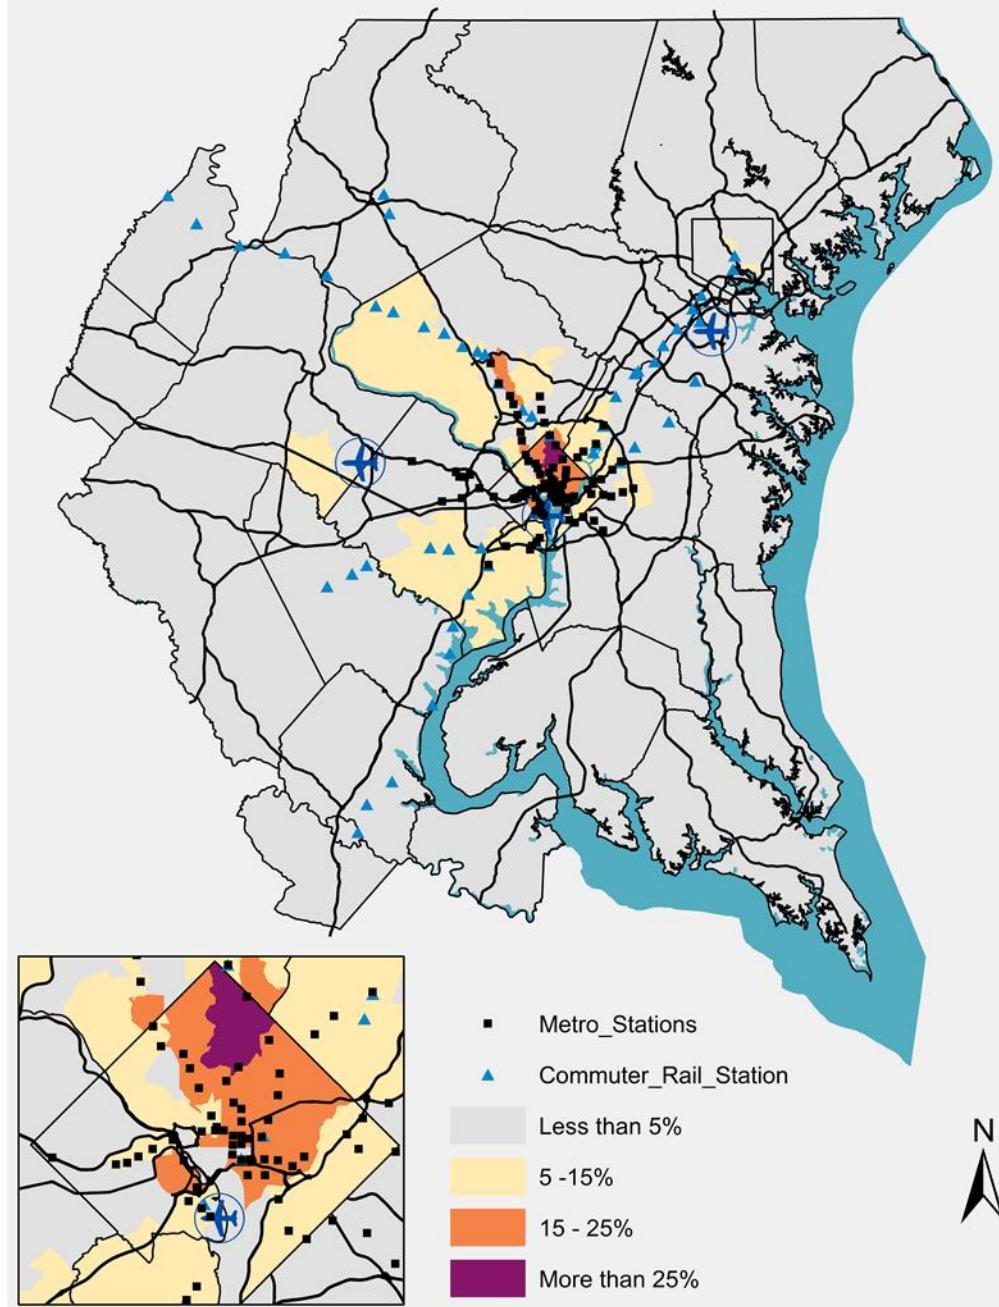 Metro_Stations
Commuter_Rail_Station
Less than 5%
5 -15%
15 - 25%
More than 25%
N